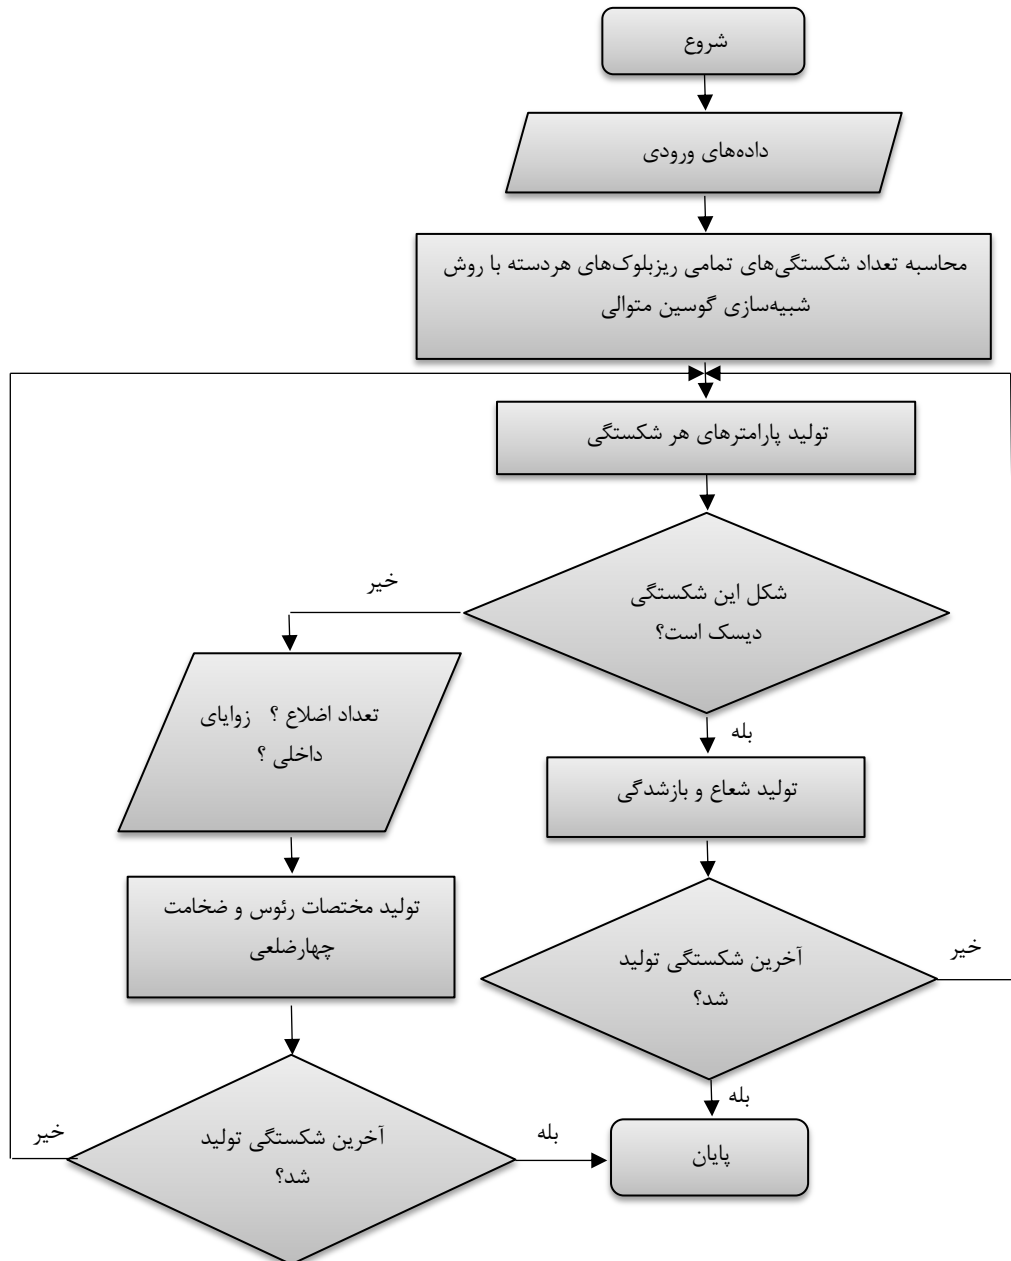 شروع
داده‌های ورودی
محاسبه تعداد شکستگی‌های تمامی ریزبلوک‌های هردسته با روش
شبیه‌سازی گوسین متوالی
تولید پارامترهای هر شکستگی
شکل این شکستگی
دیسک است؟
خیر
بله
تعداد اضلاع ؟ زوایای
داخلی ؟
تولید شعاع و بازشدگی
تولید مختصات رئوس و ضخامت
چهارضلعی
آخرین شکستگی تولید
شد؟
خیر
بله
آخرین شکستگی تولید
شد؟
خیر
بله
پایان